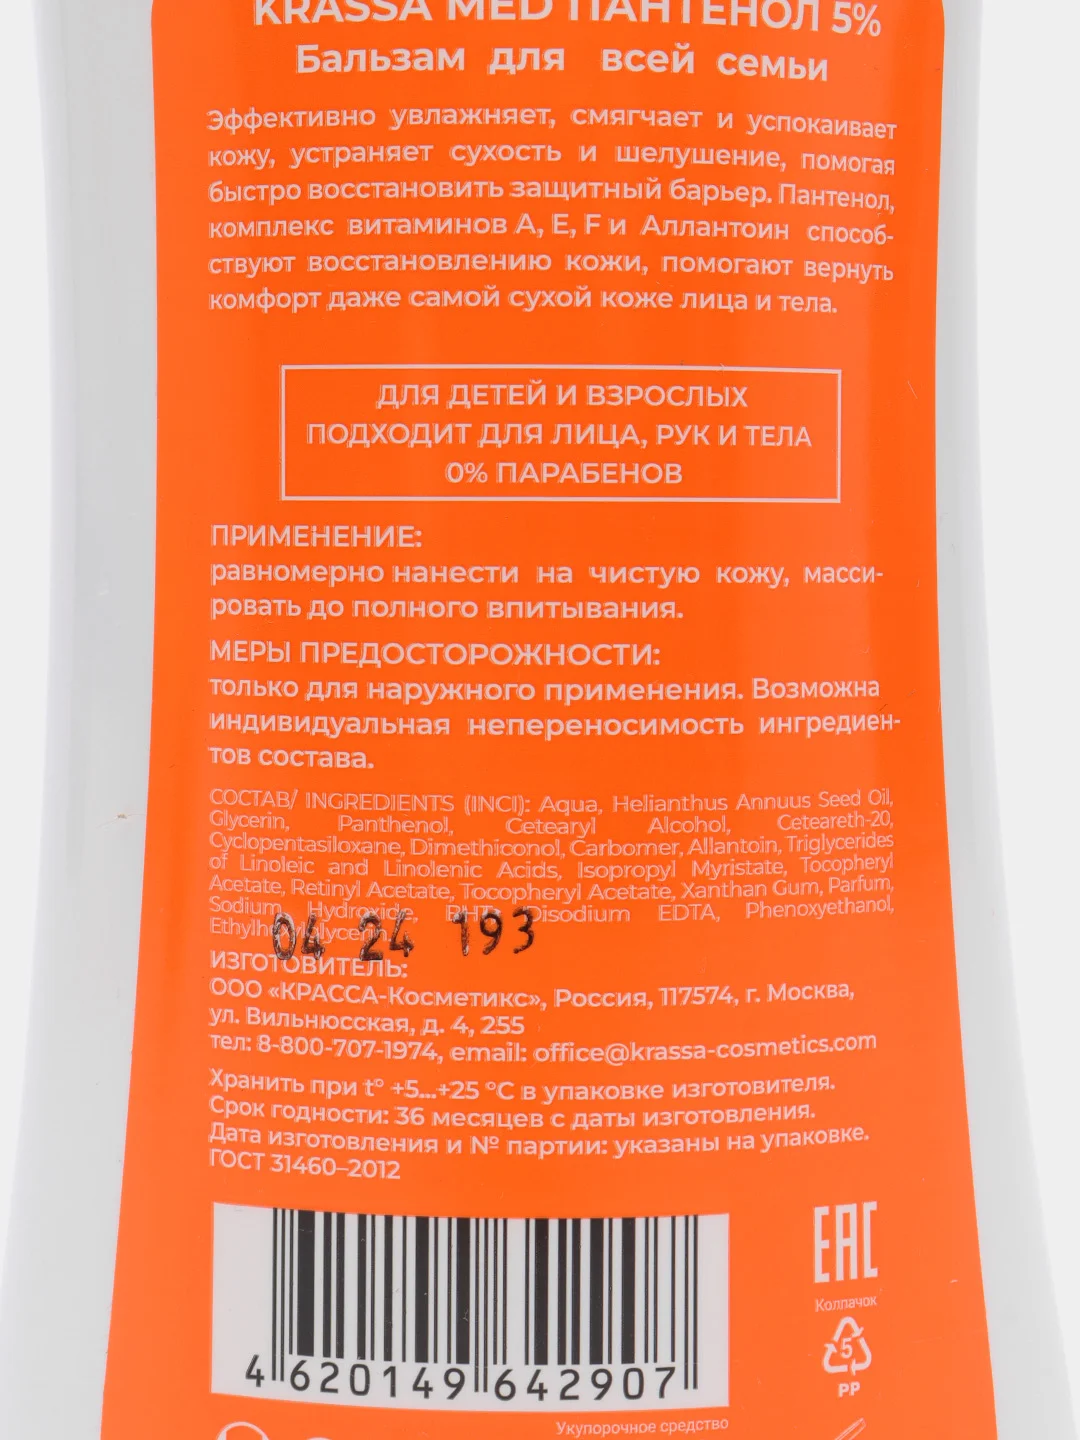 KRASSA MED ПАНТЕНОЛ 5%
Бальзам для всей семьи
Эффективно увлажняет, смягчает и успокаивает
кожу, устраняет сухость и шелушение, помогая
быстро восстановить защитный барьер. Пантенол,
комплекс витаминов А, Е, F и Аллантоин способ-
ствуют восстановлению кожи, помогают вернуть
комфорт даже самой сухой коже лица и тела.
ДЛЯ ДЕТЕЙ И ВЗРОСЛЫХ
ПОДХОДИТ ДЛЯ ЛИЦА, РУК И ТЕЛА
0% ПАРАБЕНОВ
ПРИМЕНЕНИЕ:
равномерно нанести на чистую кожу, масси-
ровать до полного впитывания.
МЕРЫ ПРЕДОСТОРОЖНОСТИ:
только для наружного применения. Возможна
индивидуальная непереносимость ингредиен-
тов состава.
СОСТАВ/ INGREDIENTS (INCI): Aqua, Helianthus Annuus Seed Oil,
Glycerin, Panthenol, Cetearyl Alcohol, Ceteareth-20,
Cyclopentasiloxane, Dimethiconol, Carbomer, Allantoin, Triglycerides
of Linoleic and Linolenic Acids, Isopropyl Myristate, Tocopheryl
Acetate, Retinyl Acetate, Tocopheryl Acetate, Xanthan Gum, Parfum,
Sodium Hydroxide, BHT, Disodium EDTA, Phenoxyethanol,
Ethylhexylglycerin.
04 24 193
ИЗГОТОВИТЕЛЬ:
ООО «КРАССА-Косметикс», Россия, 117574, г. Москва,
ул. Вильнюсская, д. 4, 255
тел: 8-800-707-1974, email: office@krassa-cosmetics.com
Хранить при t° +5...+25 °C в упаковке изготовителя.
Срок годности: 36 месяцев с даты изготовления.
Дата изготовления и № партии: указаны на упаковке.
ГОСТ 31460–2012
EAC
Колпачок
5
PP
4 620149 642907
Укупорочное средство